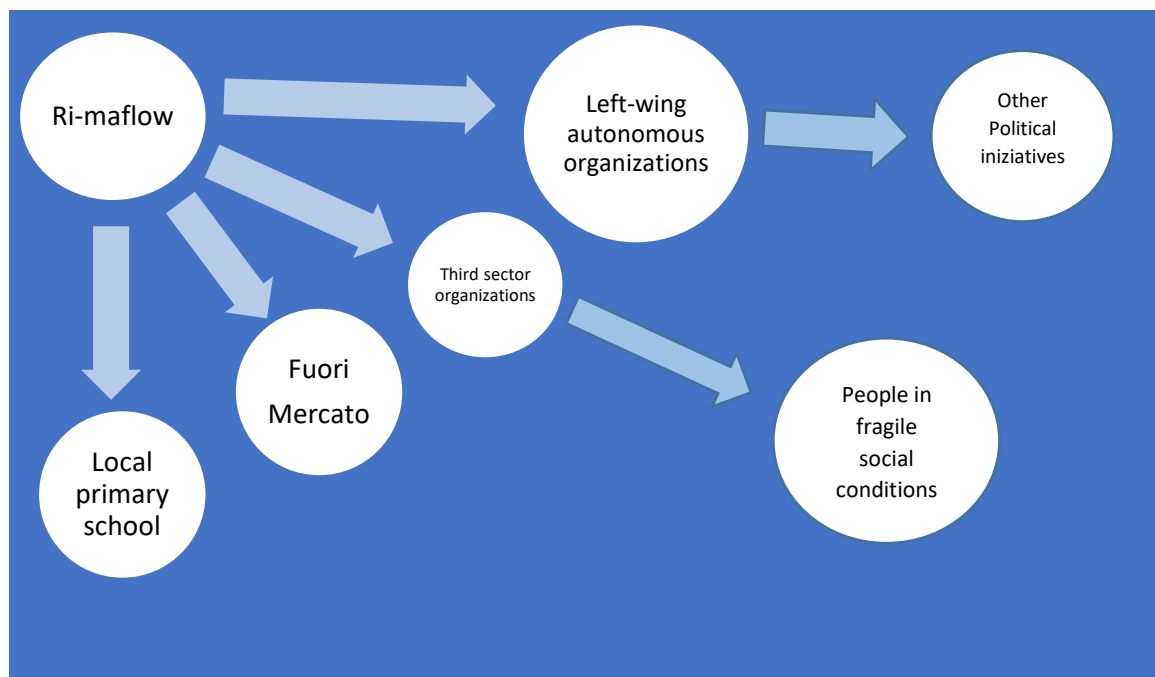 Ri-maflow
Left-wing
autonomous
organizations
Other
Political
iniziatives
Third sector
organizations
Fuori
Mercato
People in
fragile
social
conditions
Local
primary
school